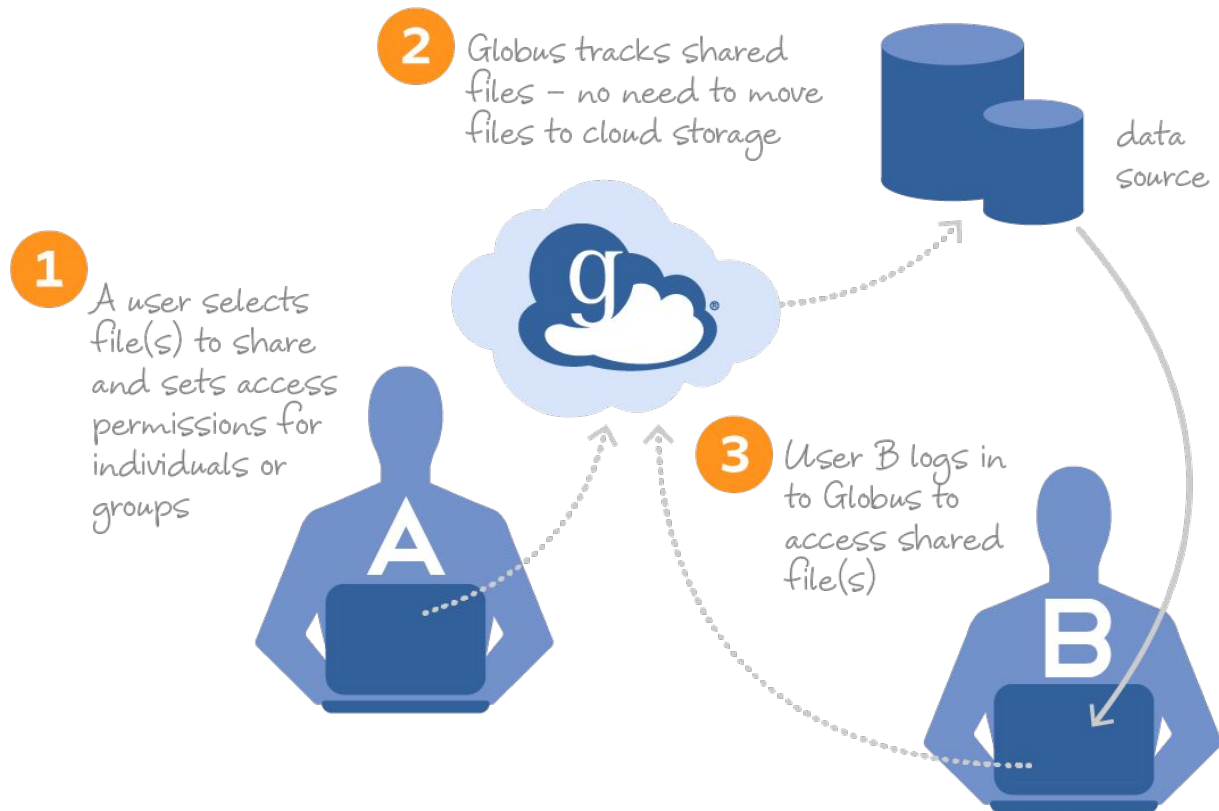 1
A user selects
file(s) to share
and sets access
permissions for
individuals or
groups
A
2
Globus tracks shared
files – no need to move
files to cloud storage
data
source
g
®
3
User B logs in
to Globus to
access shared
file(s)
B